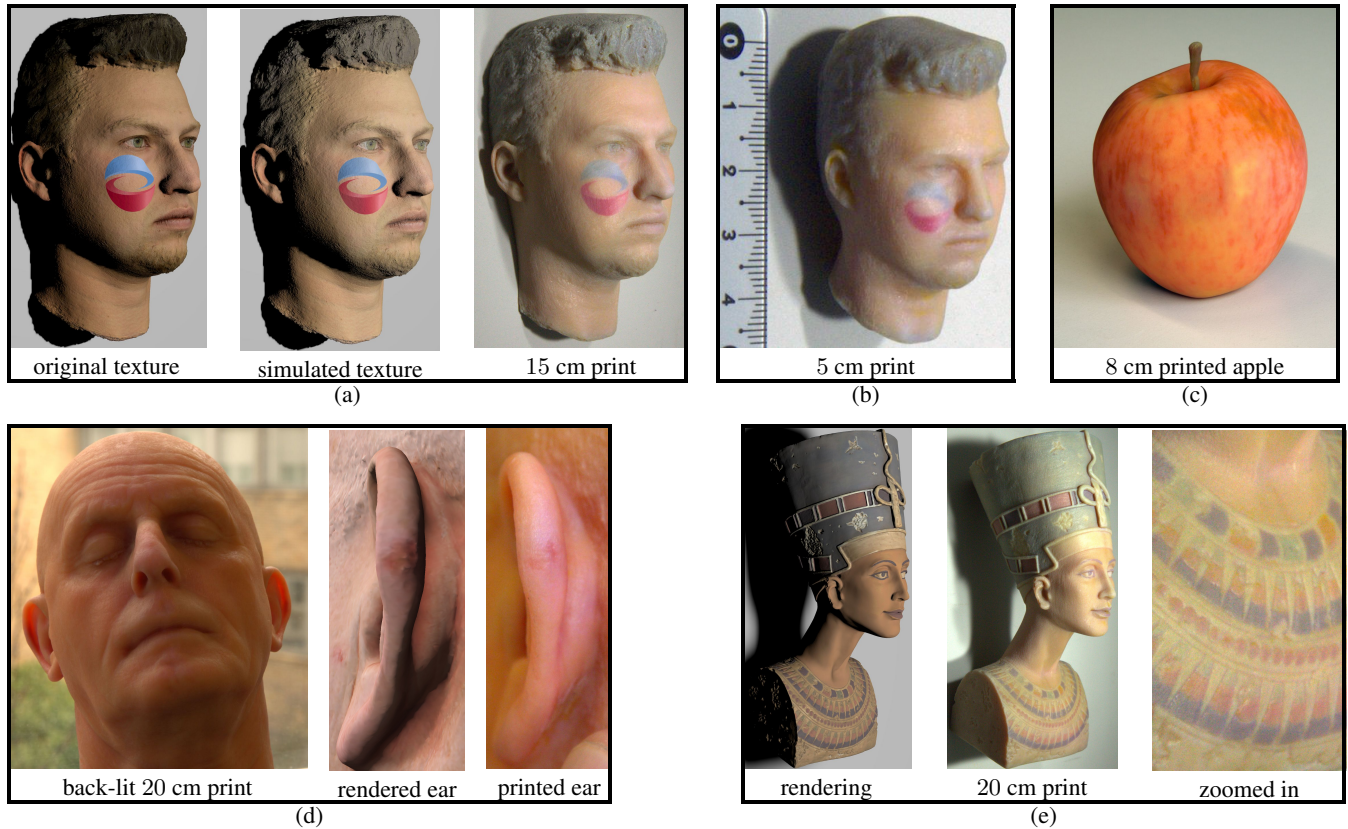 original texture
simulated texture
15 cm print
(a)
0
1
2
3
4
5 cm print
(b)
8 cm printed apple
(c)
back-lit 20 cm print
rendered ear
printed ear
(d)
rendering
20 cm print
zoomed in
(e)